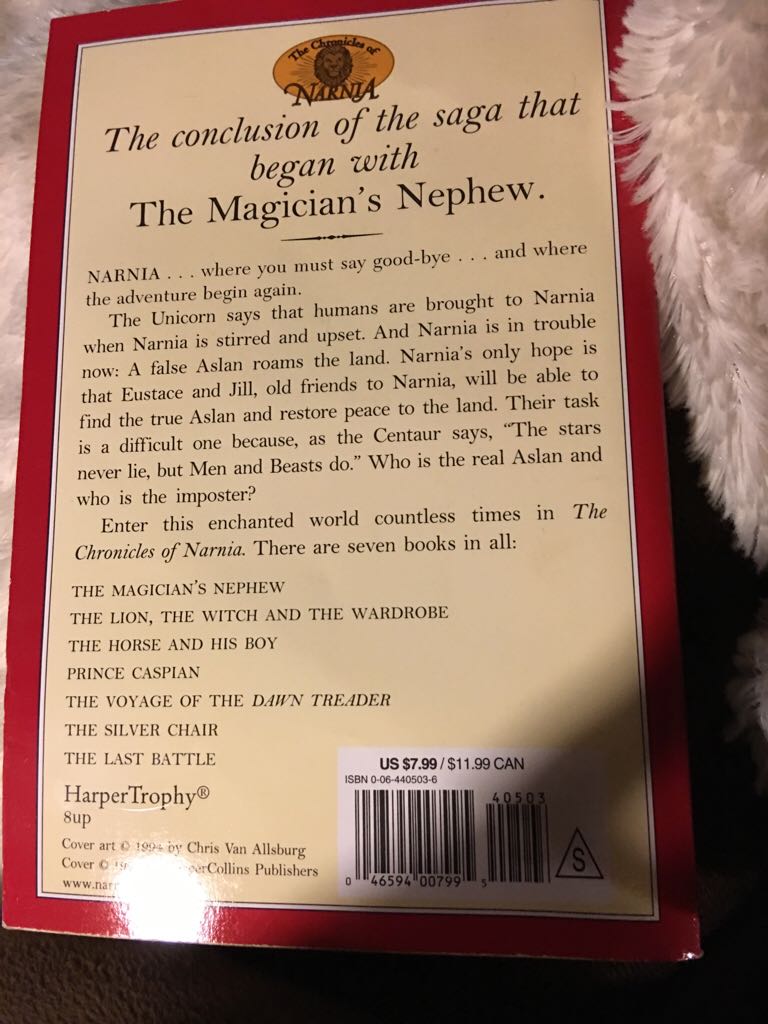 The Chronicles of
NARNIA
The conclusion of the saga that
began with
The Magician's Nephew.
NARNIA . . . where you must say good-bye . . . and where
the adventure begin again.
The Unicorn says that humans are brought to Narnia
when Narnia is stirred and upset. And Narnia is in trouble
now: A false Aslan roams the land. Narnia's only hope is
that Eustace and Jill, old friends to Narnia, will be able to
find the true Aslan and restore peace to the land. Their task
is a difficult one because, as the Centaur says, "The stars
never lie, but Men and Beasts do." Who is the real Aslan and
who is the imposter?
Enter this enchanted world countless times in The
Chronicles of Narnia. There are seven books in all:
THE MAGICIAN'S NEPHEW
THE LION, THE WITCH AND THE WARDROBE
THE HORSE AND HIS BOY
PRINCE CASPIAN
THE VOYAGE OF THE DAWN TREADER
THE SILVER CHAIR
THE LAST BATTLE
HarperTrophy®
8up
US $7.99 / $11.99 CAN
ISBN 0-06-440503-6
40503
0 46594 00799 5
S
Cover art © 1994 by Chris Van Allsburg
Cover © Publishers